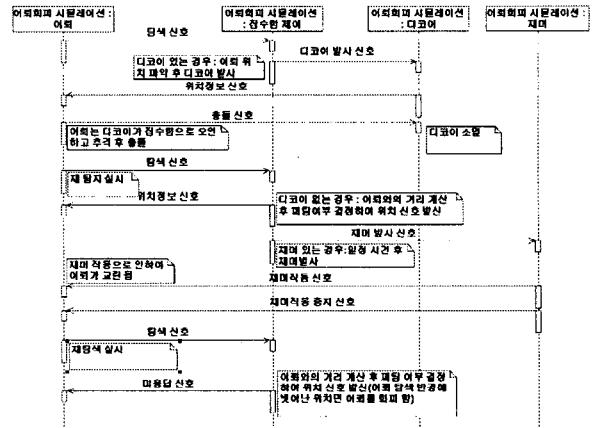 어뢰회피 시뮬레이션 :
어뢰
어뢰회피 시뮬레이션
: 잠수함 제어
어뢰회피 시뮬레이션
: 디코이
어뢰회피 시뮬레이션 :
재머
탐색 신호
디코이 발사 신호
디코이 있는 경우 : 어뢰 위
치 파악 후 디코이 발사
위치정보 신호
충돌 신호
어뢰는 디코이가 잠수함으로 오인
하고 추격 후 충돌
디코이 소멸
탐색 신호
재 탐지 실시
위치정보 신호
디코이 없는 경우 : 어뢰와의 거리 계산
후 피탐여부 결정하여 위치 신호 발신
재머 발사 신호
재머 있는 경우:일정 시간 후
재머발사
재머 작용으로 인하여
어뢰가 교란 됨
재머작동 신호
재머작동 중지 신호
탐색 신호
재탐색 실시
미응답 신호
어뢰와의 거리 계산 후 피탐 여부 결정
하여 위치 신호 발신(어뢰 탐색 반경에
벗어난 위치면 어뢰를 회피 함)